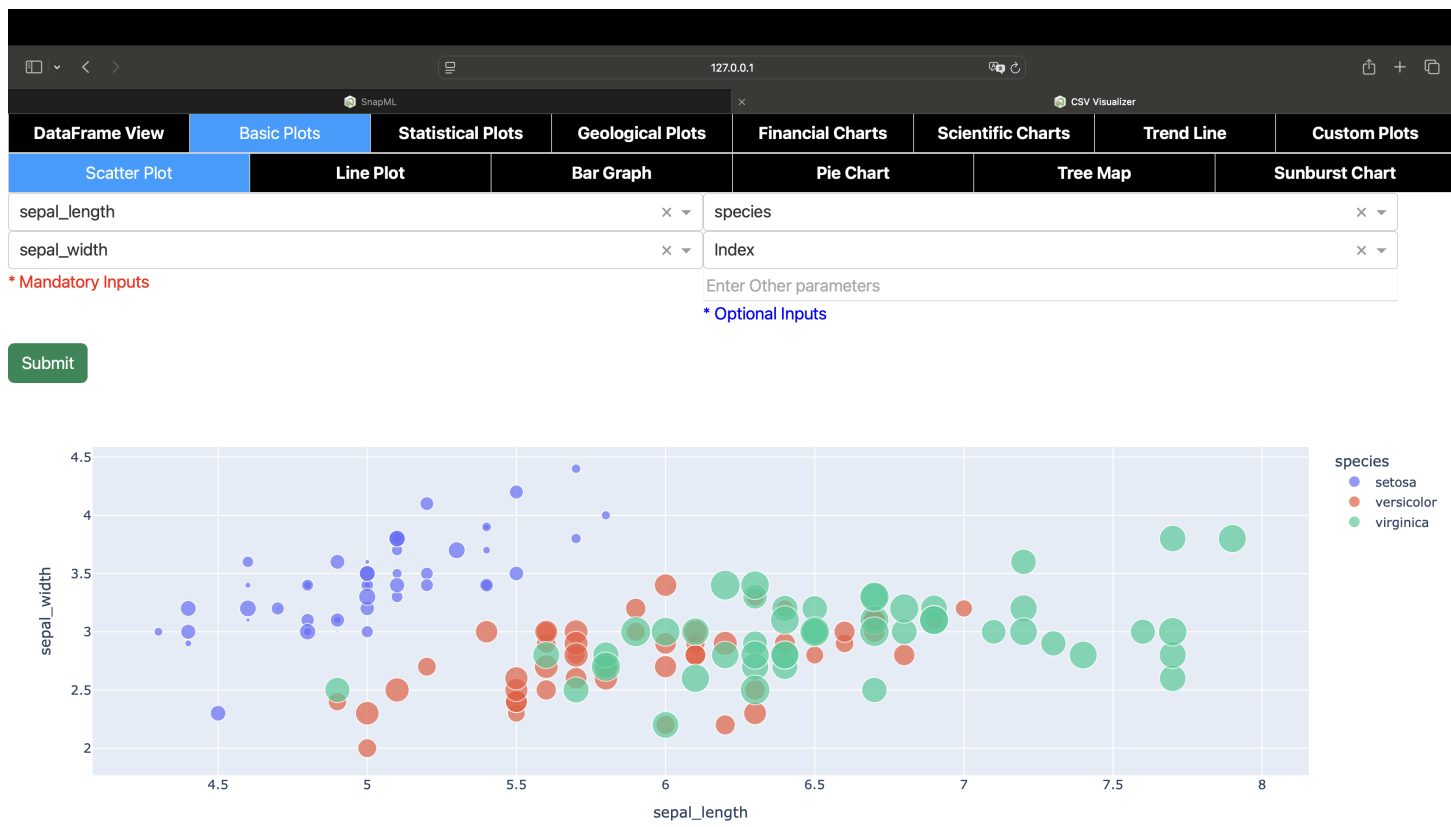 127.0.0.1
SnapML
CSV Visualizer
DataFrame View Basic Plots Statistical Plots Geological Plots Financial Charts Scientific Charts Trend Line Custom Plots
Scatter Plot Line Plot Bar Graph Pie Chart Tree Map Sunburst Chart
sepal_length species
sepal_width Index
* Mandatory Inputs
Enter Other parameters
* Optional Inputs
Submit
species
setosa
versicolor
virginica
sepal_width
4.5
4
3.5
3
2.5
2
4.5 5 5.5 6 6.5 7 7.5 8
sepal_length